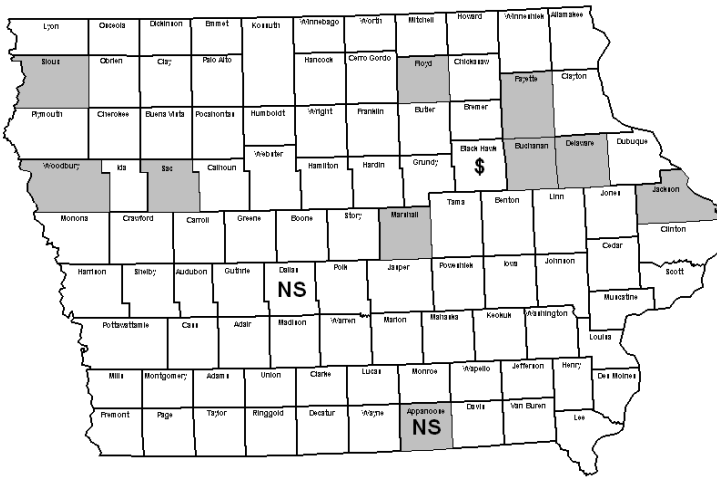 Lyon Osceola Dickinson Emmet Kossuth Winnebago Worth Mitchell Howard Winneshiek Allamakee
Sioux Obrien Clay Palo Alto Hancock Cerro Gordo Floyd Chickasaw Fayette Clayton
Plymouth Cherokee Buena Vista Pocahontas Humboldt Wright Franklin Butler Bremer
Woodbury Ida Sac Calhoun Webster Hamilton Hardin Grundy Black Hawk Buchanan Delaware Dubuque
$
Monona Crawford Carroll Greene Boone Story Marshall Tama Benton Linn Jones Jackson
Clinton
Harrison Shelby Audubon Guthrie Dallas Polk Jasper Poweshiek Iowa Johnson Cedar Scott
NS
Muscatine
Pottawattamie Cass Adair Madison Warren Marion Mahaska Keokuk Washington Louisa
Mills Montgomery Adams Union Clarke Lucas Monroe Wapello Jefferson Henry Des Moines
Fremont Page Taylor Ringgold Decatur Wayne Appanoose Davis Van Buren Lee
NS